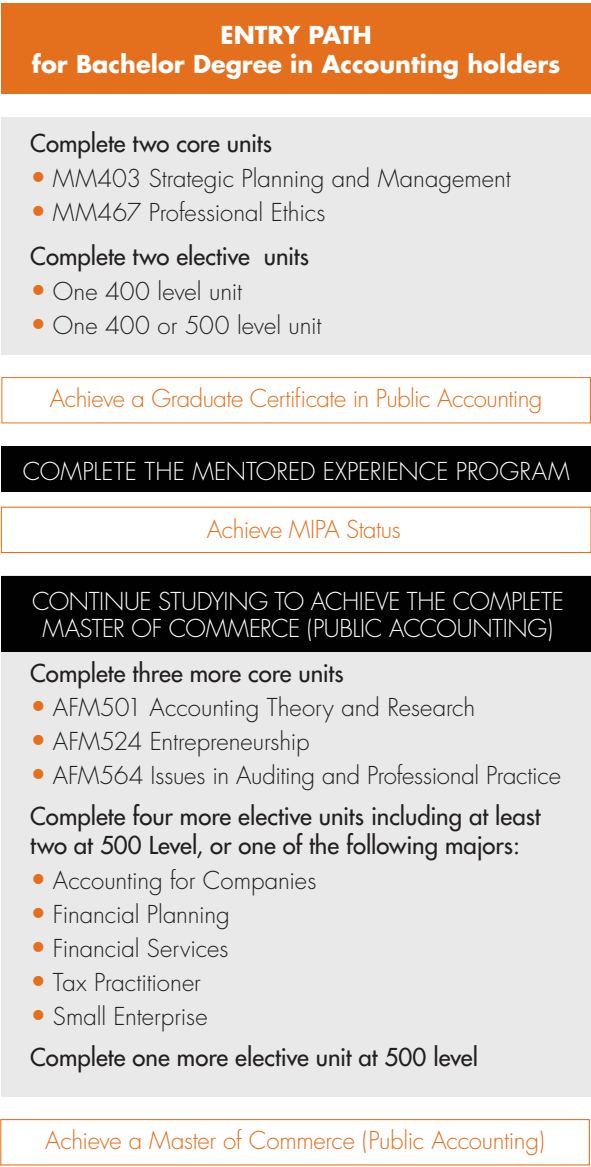 ENTRY PATH
for Bachelor Degree in Accounting holders
Complete two core units
• MM403 Strategic Planning and Management
• MM467 Professional Ethics
Complete two elective units
• One 400 level unit
• One 400 or 500 level unit
Achieve a Graduate Certificate in Public Accounting
COMPLETE THE MENTORED EXPERIENCE PROGRAM
Achieve MIPA Status
CONTINUE STUDYING TO ACHIEVE THE COMPLETE
MASTER OF COMMERCE (PUBLIC ACCOUNTING)
Complete three more core units
• AFM501 Accounting Theory and Research
• AFM524 Entrepreneurship
• AFM564 Issues in Auditing and Professional Practice
Complete four more elective units including at least
two at 500 Level, or one of the following majors:
• Accounting for Companies
• Financial Planning
• Financial Services
• Tax Practitioner
• Small Enterprise
Complete one more elective unit at 500 level
Achieve a Master of Commerce (Public Accounting)